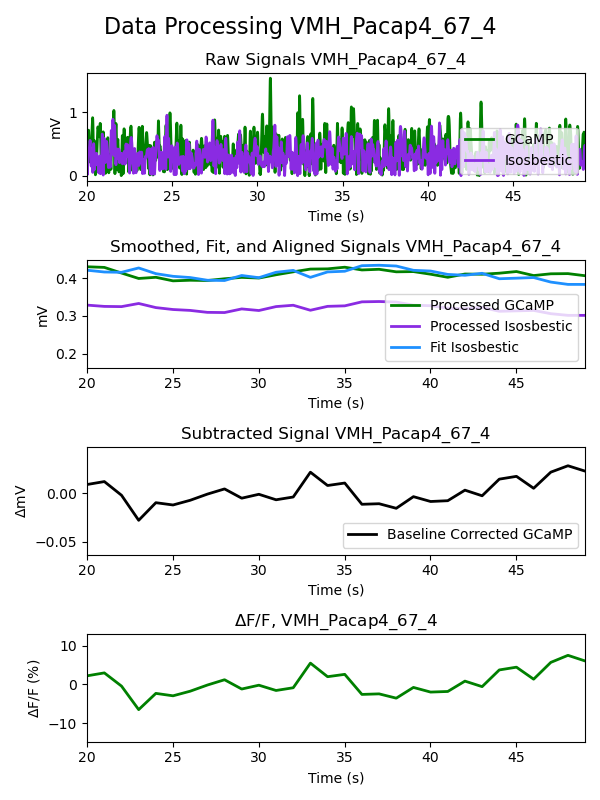 Data Processing VMH_Pacap4_67_4
Raw Signals VMH_Pacap4_67_4
mV
1
0
GCaMP
Isosbestic
20 25 30 35 40 45
Time (s)
Smoothed, Fit, and Aligned Signals VMH_Pacap4_67_4
mV
0.4
0.3
0.2
Processed GCaMP
Processed Isosbestic
Fit Isosbestic
20 25 30 35 40 45
Time (s)
Subtracted Signal VMH_Pacap4_67_4
ΔmV
0.00
−0.05
Baseline Corrected GCaMP
20 25 30 35 40 45
Time (s)
ΔF/F, VMH_Pacap4_67_4
ΔF/F (%)
10
0
−10
20 25 30 35 40 45
Time (s)